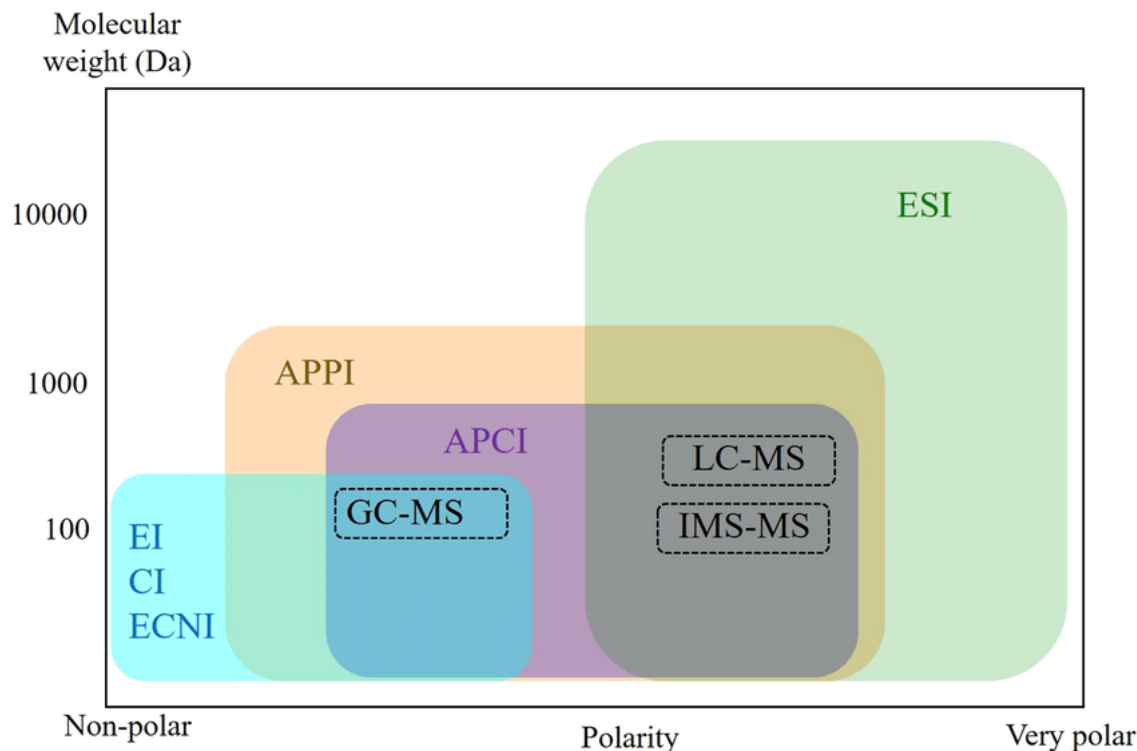 Molecular
weight (Da)
10000
ESI
1000
APPI
APCI
LC-MS
GC-MS
IMS-MS
100
EI
CI
ECNI
Non-polar
Polarity
Very polar